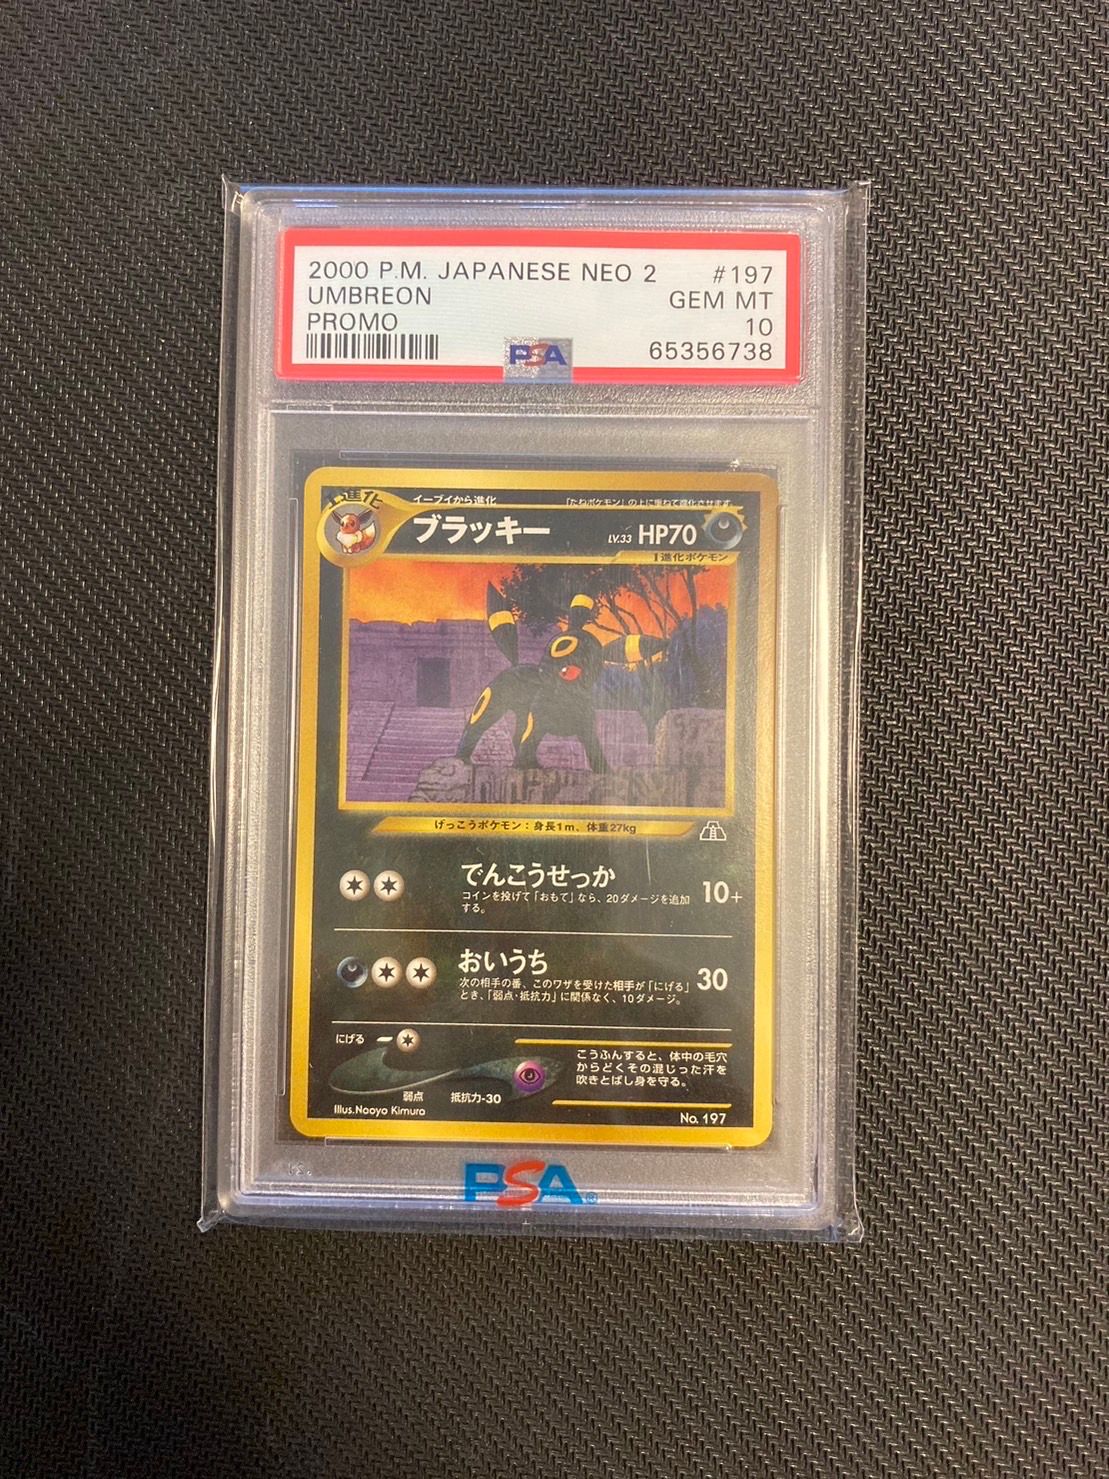 2000 P.M. JAPANESE NEO 2 #197
UMBREON GEM MT
PROMO 10
PSA 65356738
1進化 イーブイから進化 「たねポケモン」の上に重ねて進化させます
ブラッキー LV.33 HP70
1進化ポケモン
げっこうポケモン：身長1m、体重27kg
でんこうせっか 10+
コインを投げて「おもて」なら、20ダメージを追加
する。
おいうち 30
次の相手の番、このワザを受けた相手が「にげる」
とき、「弱点・抵抗力」に関係なく、10ダメージ。
にげる
こうふんすると、体中の毛穴
からどくその混じった汗を
吹きとばし身を守る。
弱点 抵抗力-30
Illus.Naoyo Kimura No. 197
PSA®